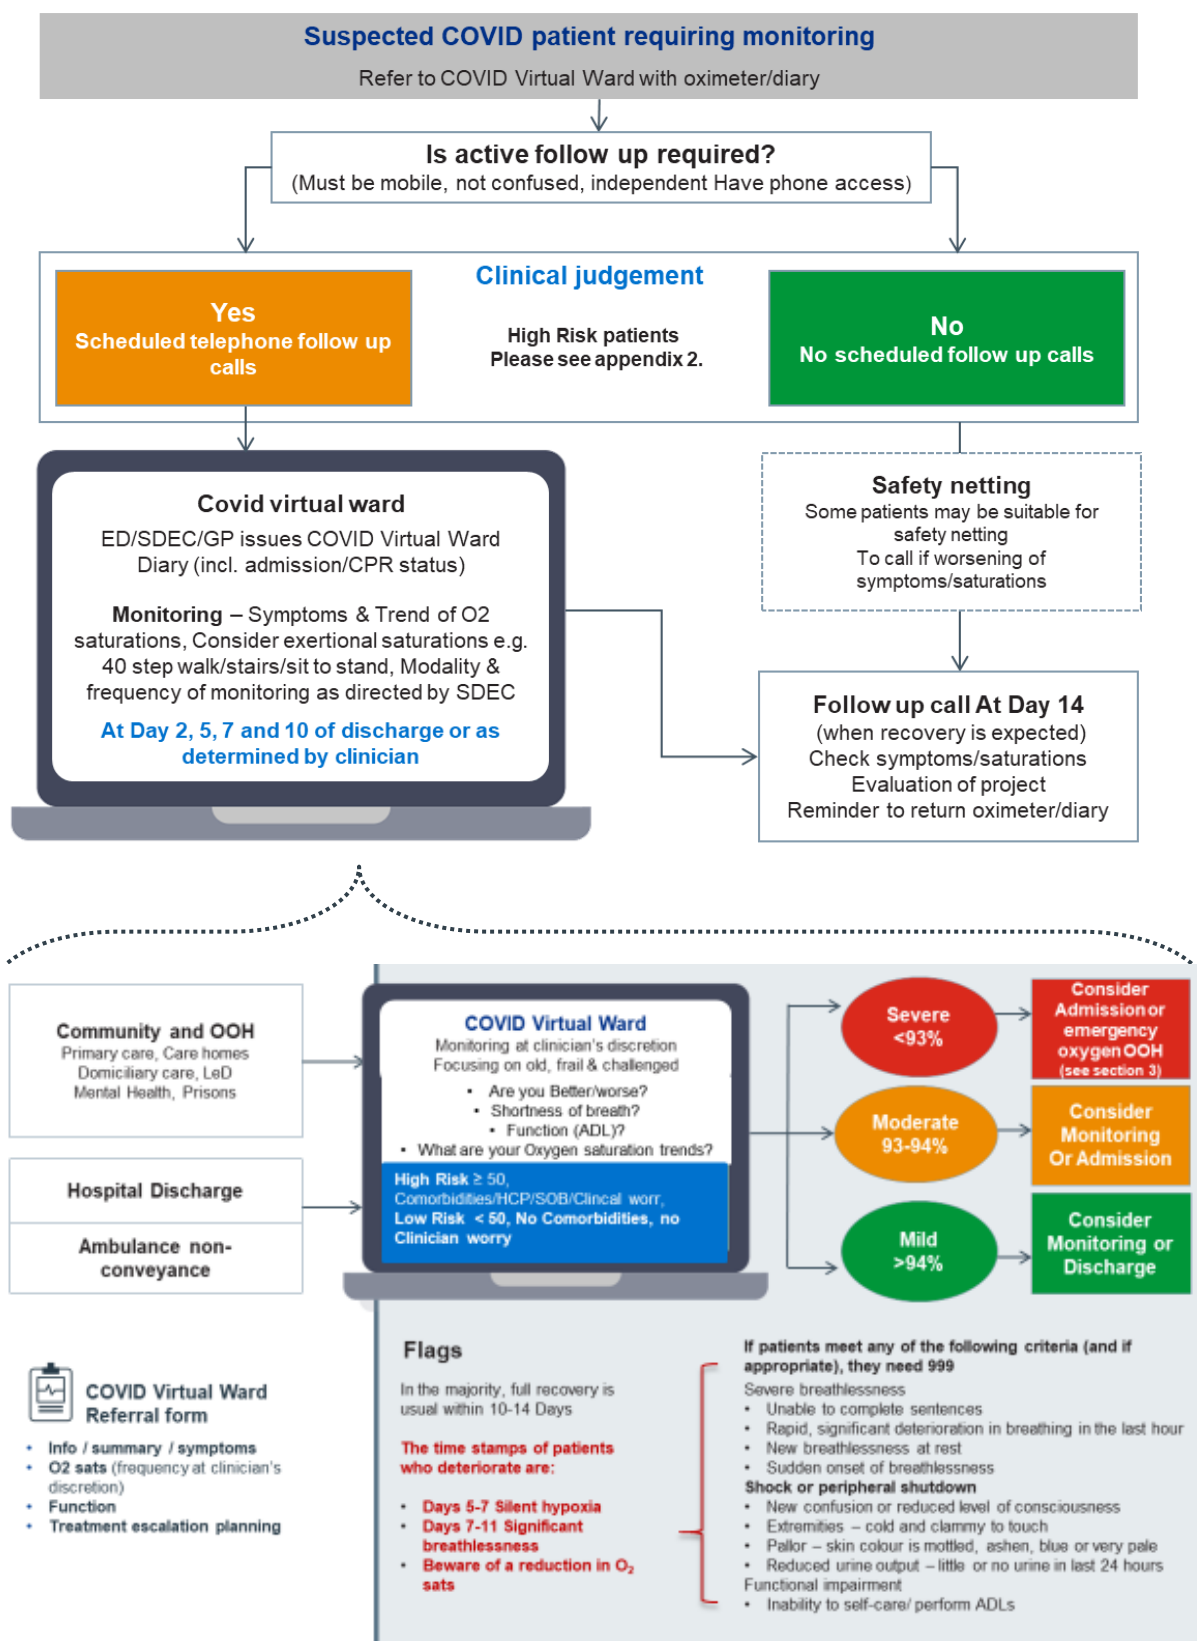 Suspected COVID patient requiring monitoring
Refer to COVID Virtual Ward with oximeter/diary
Is active follow up required?
(Must be mobile, not confused, independent Have phone access)
Clinical judgement
Yes
Scheduled telephone follow up
calls
High Risk patients
Please see appendix 2.
No
No scheduled follow up calls
Covid virtual ward
ED/SDEC/GP issues COVID Virtual Ward
Diary (incl. admission/CPR status)
Monitoring – Symptoms & Trend of O2
saturations, Consider exertional saturations e.g.
40 step walk/stairs/sit to stand, Modality &
frequency of monitoring as directed by SDEC
At Day 2, 5, 7 and 10 of discharge or as
determined by clinician
Safety netting
Some patients may be suitable for
safety netting
To call if worsening of
symptoms/saturations
Follow up call At Day 14
(when recovery is expected)
Check symptoms/saturations
Evaluation of project
Reminder to return oximeter/diary
Community and OOH
Primary care, Care homes
Domiciliary care, LeD
Mental Health, Prisons
Hospital Discharge
Ambulance non-
conveyance
COVID Virtual Ward
Monitoring at clinician's discretion
Focusing on old, frail & challenged
• Are you Better/worse?
• Shortness of breath?
• Function (ADL)?
• What are your Oxygen saturation trends?
High Risk ≥ 50,
Comorbidities/HCP/SOB/Clincal worr,
Low Risk < 50, No Comorbidities, no
Clinician worry
Severe
<93%
Consider
Admission or
emergency
oxygen OOH
(see section 3)
Moderate
93-94%
Consider
Monitoring
Or Admission
Mild
>94%
Consider
Monitoring or
Discharge
COVID Virtual Ward
Referral form
• Info / summary / symptoms
• O2 sats (frequency at clinician's
discretion)
• Function
• Treatment escalation planning
Flags
In the majority, full recovery is
usual within 10-14 Days
The time stamps of patients
who deteriorate are:
• Days 5-7 Silent hypoxia
• Days 7-11 Significant
breathlessness
• Beware of a reduction in O₂
sats
If patients meet any of the following criteria (and if
appropriate), they need 999
Severe breathlessness
• Unable to complete sentences
• Rapid, significant deterioration in breathing in the last hour
• New breathlessness at rest
• Sudden onset of breathlessness
Shock or peripheral shutdown
• New confusion or reduced level of consciousness
• Extremities – cold and clammy to touch
• Pallor – skin colour is mottled, ashen, blue or very pale
• Reduced urine output – little or no urine in last 24 hours
Functional impairment
• Inability to self-care/ perform ADLs